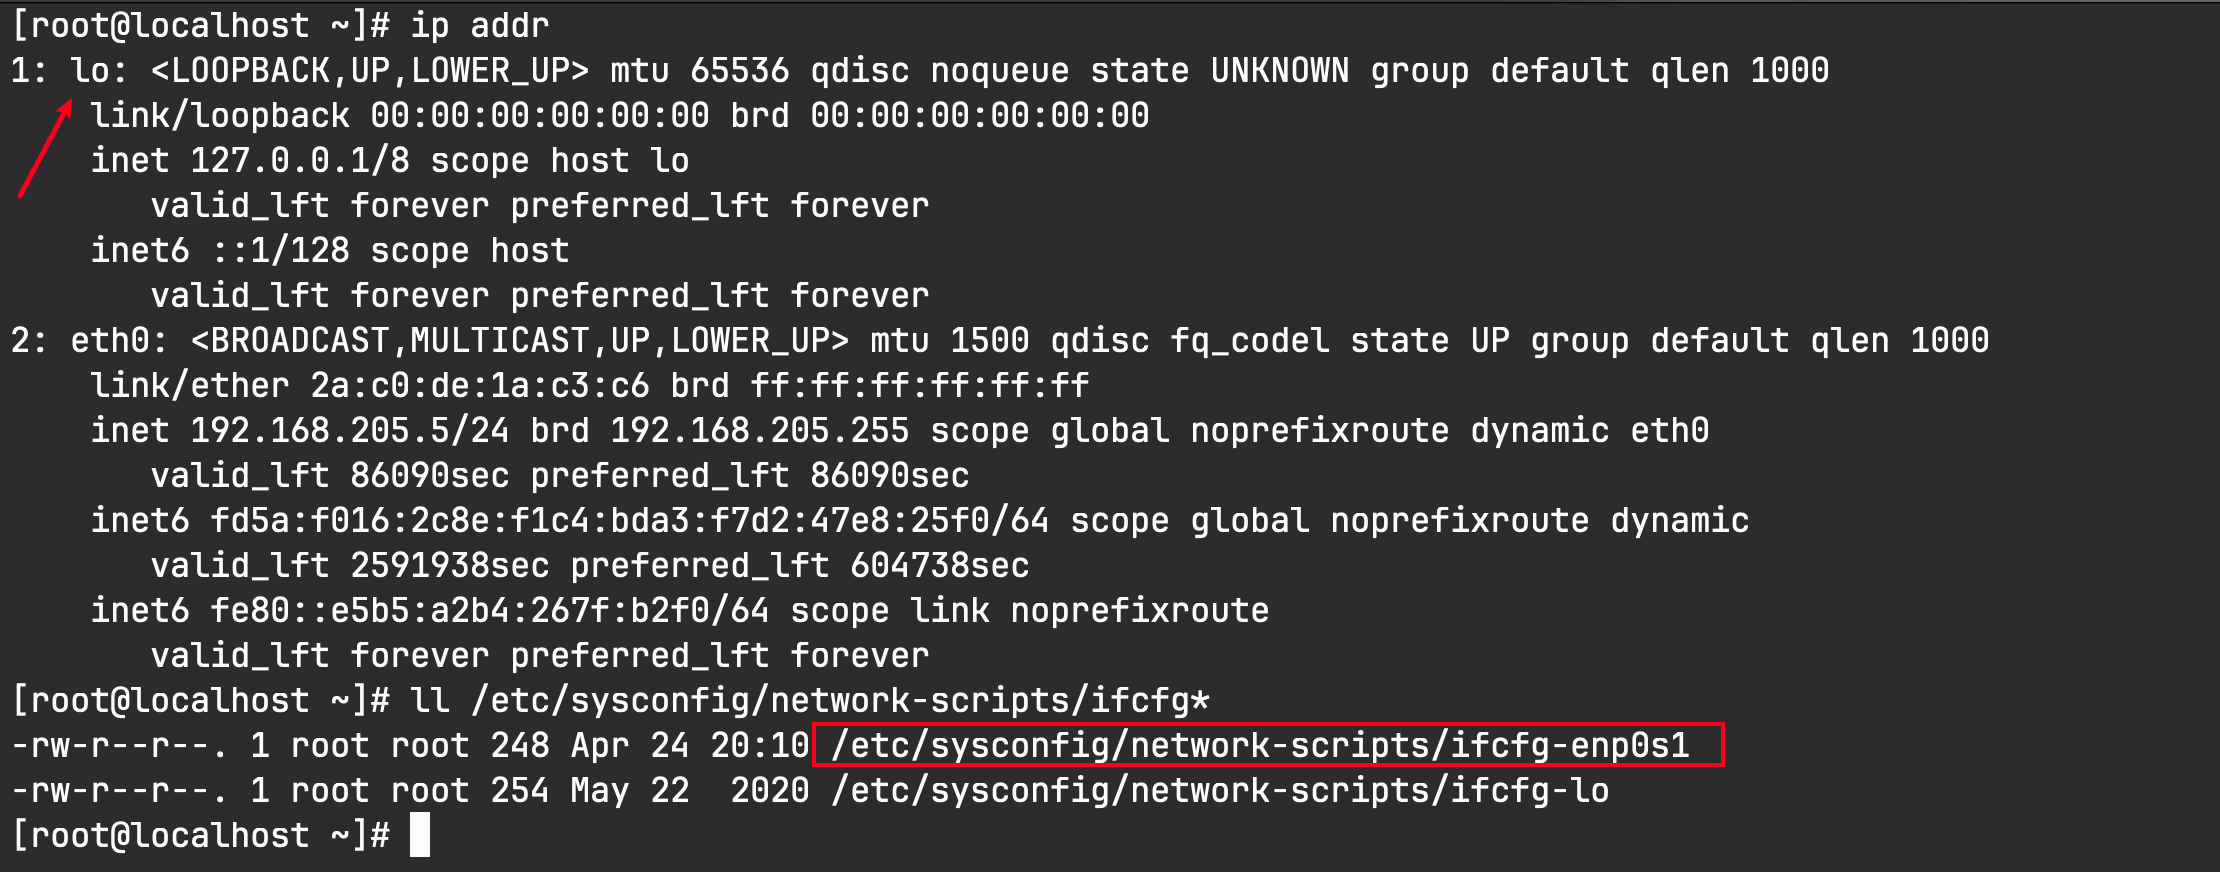 [root@localhost ~]# ip addr
1: lo: <LOOPBACK,UP,LOWER_UP> mtu 65536 qdisc noqueue state UNKNOWN group default qlen 1000
    link/loopback 00:00:00:00:00:00 brd 00:00:00:00:00:00
    inet 127.0.0.1/8 scope host lo
       valid_lft forever preferred_lft forever
    inet6 ::1/128 scope host
       valid_lft forever preferred_lft forever
2: eth0: <BROADCAST,MULTICAST,UP,LOWER_UP> mtu 1500 qdisc fq_codel state UP group default qlen 1000
    link/ether 2a:c0:de:1a:c3:c6 brd ff:ff:ff:ff:ff:ff
    inet 192.168.205.5/24 brd 192.168.205.255 scope global noprefixroute dynamic eth0
       valid_lft 86090sec preferred_lft 86090sec
    inet6 fd5a:f016:2c8e:f1c4:bda3:f7d2:47e8:25f0/64 scope global noprefixroute dynamic
       valid_lft 2591938sec preferred_lft 604738sec
    inet6 fe80::e5b5:a2b4:267f:b2f0/64 scope link noprefixroute
       valid_lft forever preferred_lft forever
[root@localhost ~]# ll /etc/sysconfig/network-scripts/ifcfg*
-rw-r--r--. 1 root root 248 Apr 24 20:10 /etc/sysconfig/network-scripts/ifcfg-enp0s1
-rw-r--r--. 1 root root 254 May 22  2020 /etc/sysconfig/network-scripts/ifcfg-lo
[root@localhost ~]#